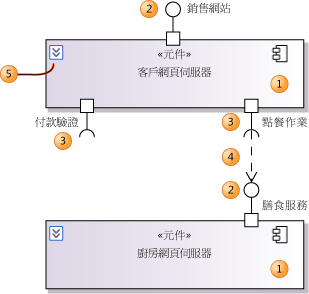 2 銷售網站
«元件»
客戶網頁伺服器
1
5
付款驗證
3
3 點餐作業
4
2 膳食服務
«元件»
廚房網頁伺服器
1